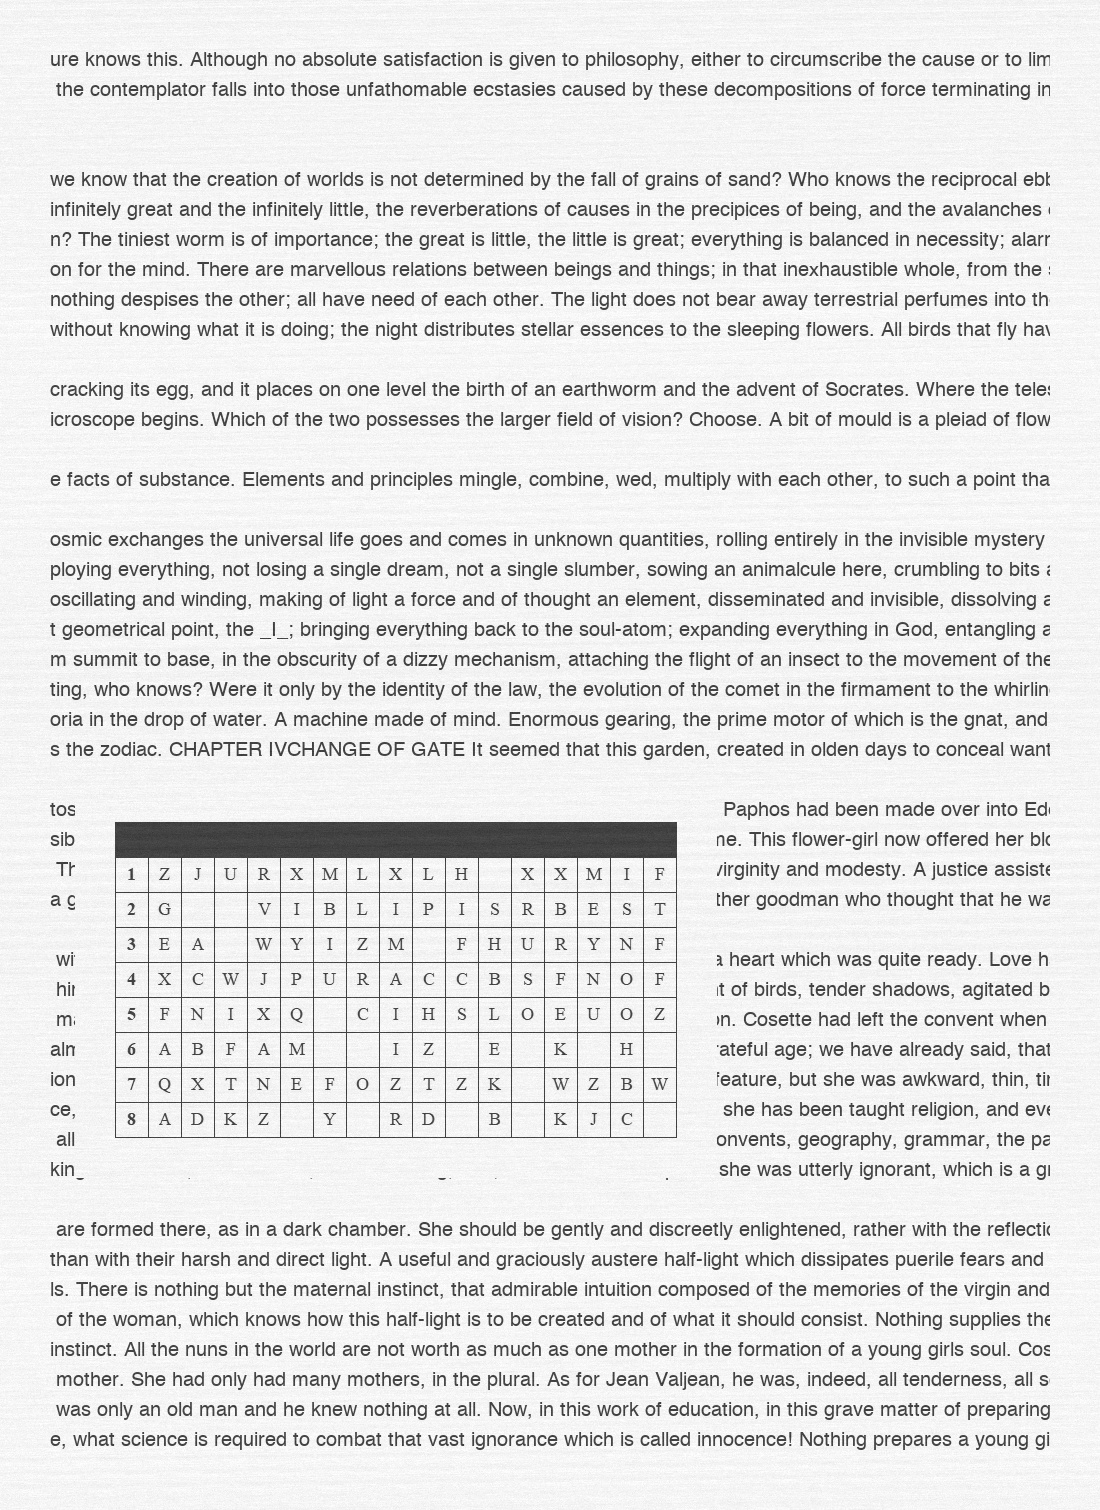 ure knows this. Although no absolute satisfaction is given to philosophy, either to circumscribe the cause or to lim
the contemplator falls into those unfathomable ecstasies caused by these decompositions of force terminating in
we know that the creation of worlds is not determined by the fall of grains of sand? Who knows the reciprocal ebb
infinitely great and the infinitely little, the reverberations of causes in the precipices of being, and the avalanches
n? The tiniest worm is of importance; the great is little, the little is great; everything is balanced in necessity; alarm
on for the mind. There are marvellous relations between beings and things; in that inexhaustible whole, from the
nothing despises the other; all have need of each other. The light does not bear away terrestrial perfumes into th
without knowing what it is doing; the night distributes stellar essences to the sleeping flowers. All birds that fly hav
cracking its egg, and it places on one level the birth of an earthworm and the advent of Socrates. Where the teles
icroscope begins. Which of the two possesses the larger field of vision? Choose. A bit of mould is a pleiad of flow
e facts of substance. Elements and principles mingle, combine, wed, multiply with each other, to such a point tha
osmic exchanges the universal life goes and comes in unknown quantities, rolling entirely in the invisible mystery
ploying everything, not losing a single dream, not a single slumber, sowing an animalcule here, crumbling to bits a
oscillating and winding, making of light a force and of thought an element, disseminated and invisible, dissolving a
t geometrical point, the _I_; bringing everything back to the soul-atom; expanding everything in God, entangling a
m summit to base, in the obscurity of a dizzy mechanism, attaching the flight of an insect to the movement of the
ting, who knows? Were it only by the identity of the law, the evolution of the comet in the firmament to the whirlin
oria in the drop of water. A machine made of mind. Enormous gearing, the prime motor of which is the gnat, and
s the zodiac. CHAPTER IVCHANGE OF GATE It seemed that this garden, created in olden days to conceal want
tos
sib
Th
a g
wi
hi
m
alm
ion
ce,
all
king
1 Z J U R X M L X L H X X M I F
2 G V I B L I P I S R B E S T
3 E A W Y I Z M F H U R Y N F
4 X C W J P U R A C C B S F N O F
5 F N I X Q C I H S L O E U O Z
6 A B F A M I Z E K H
7 Q X T N E F O Z T Z K W Z B W
8 A D K Z Y R D B K J C
Paphos had been made over into Ede
me. This flower-girl now offered her blo
virginity and modesty. A justice assiste
ther goodman who thought that he wa
a heart which was quite ready. Love h
t of birds, tender shadows, agitated b
on. Cosette had left the convent when
rateful age; we have already said, that
feature, but she was awkward, thin, tim
she has been taught religion, and eve
onvents, geography, grammar, the pa
she was utterly ignorant, which is a gr
are formed there, as in a dark chamber. She should be gently and discreetly enlightened, rather with the reflectio
than with their harsh and direct light. A useful and graciously austere half-light which dissipates puerile fears and
ls. There is nothing but the maternal instinct, that admirable intuition composed of the memories of the virgin and
of the woman, which knows how this half-light is to be created and of what it should consist. Nothing supplies the
instinct. All the nuns in the world are not worth as much as one mother in the formation of a young girls soul. Cos
mother. She had only had many mothers, in the plural. As for Jean Valjean, he was, indeed, all tenderness, all s
was only an old man and he knew nothing at all. Now, in this work of education, in this grave matter of preparing
e, what science is required to combat that vast ignorance which is called innocence! Nothing prepares a young gi